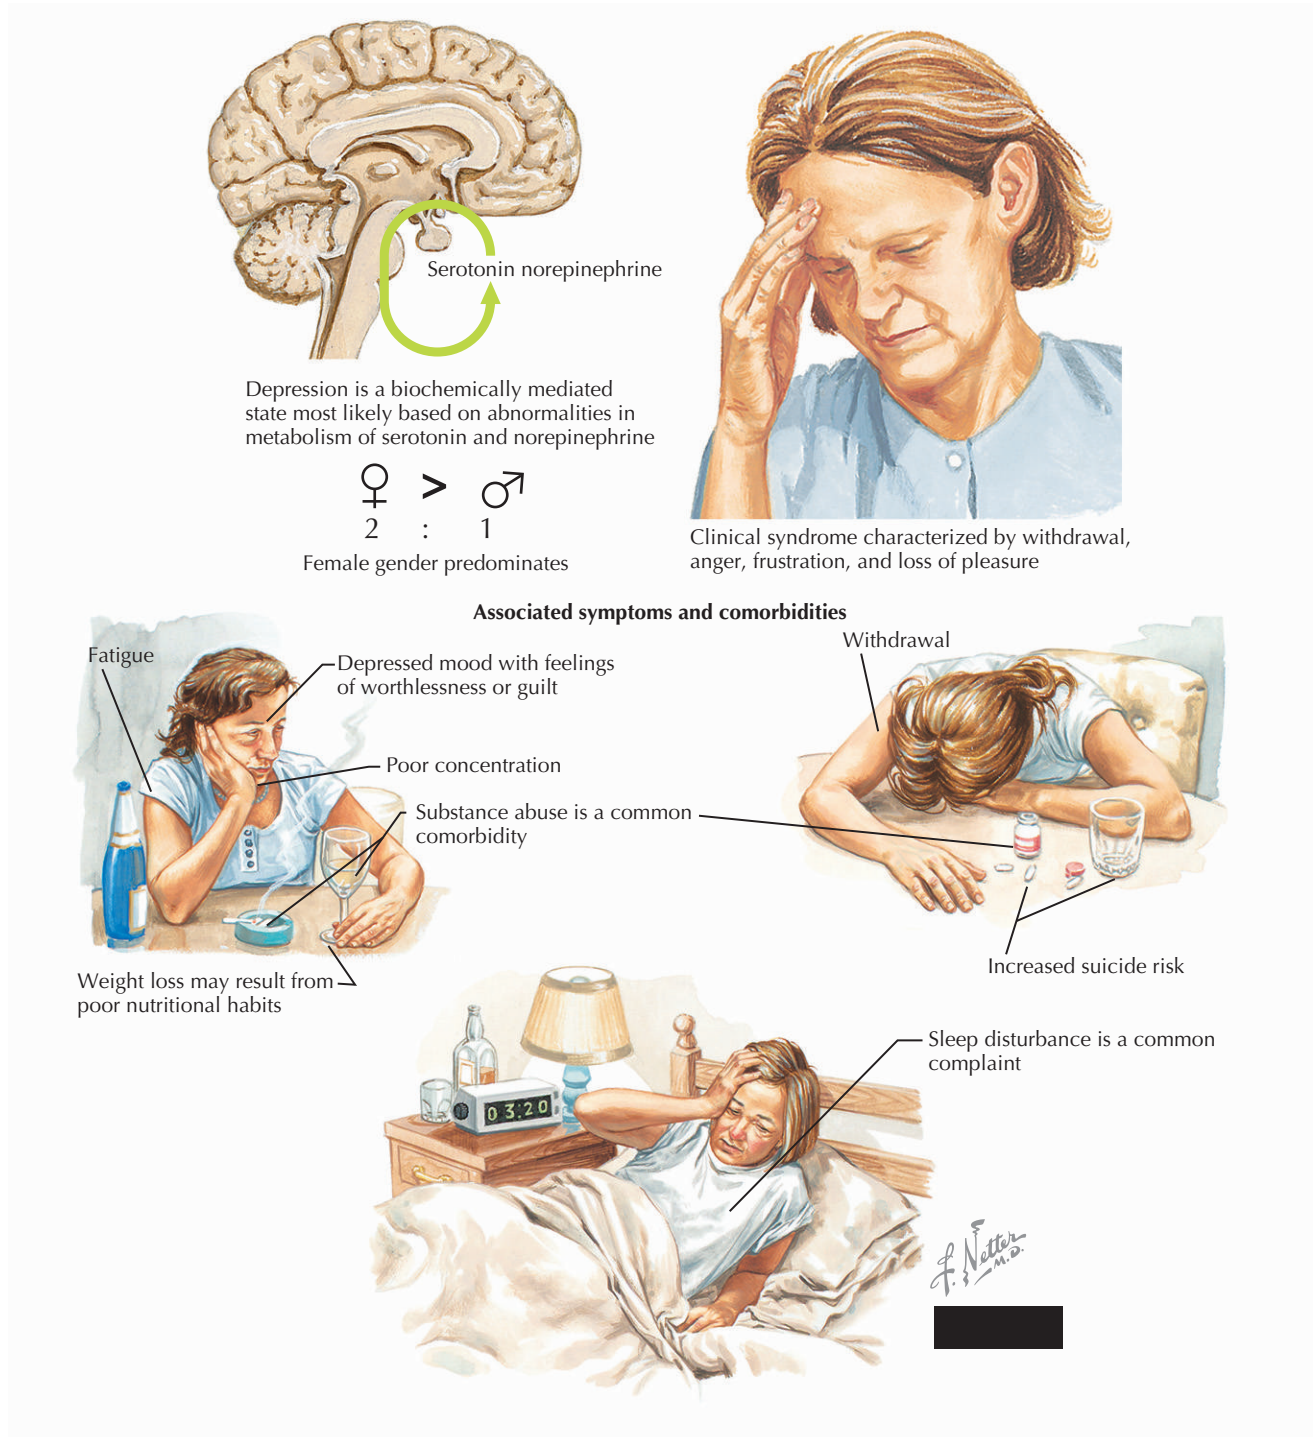 Serotonin norepinephrine
Depression is a biochemically mediated
state most likely based on abnormalities in
metabolism of serotonin and norepinephrine
♀ > ♂
2 : 1
Female gender predominates
Clinical syndrome characterized by withdrawal,
anger, frustration, and loss of pleasure
Associated symptoms and comorbidities
Fatigue
Depressed mood with feelings
of worthlessness or guilt
Poor concentration
Substance abuse is a common
comorbidity
Weight loss may result from
poor nutritional habits
Withdrawal
Increased suicide risk
Sleep disturbance is a common
complaint
03:20
F. Netter
M.D.